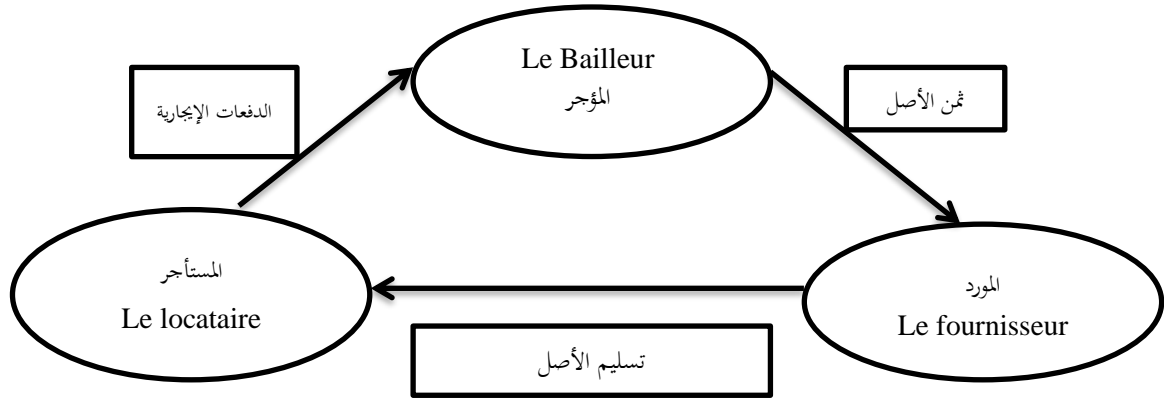 Le Bailleur
المؤجر
الدفعات الإيجارية
ثمن الأصل
المستأجر
Le locataire
المورد
Le fournisseur
تسليم الأصل